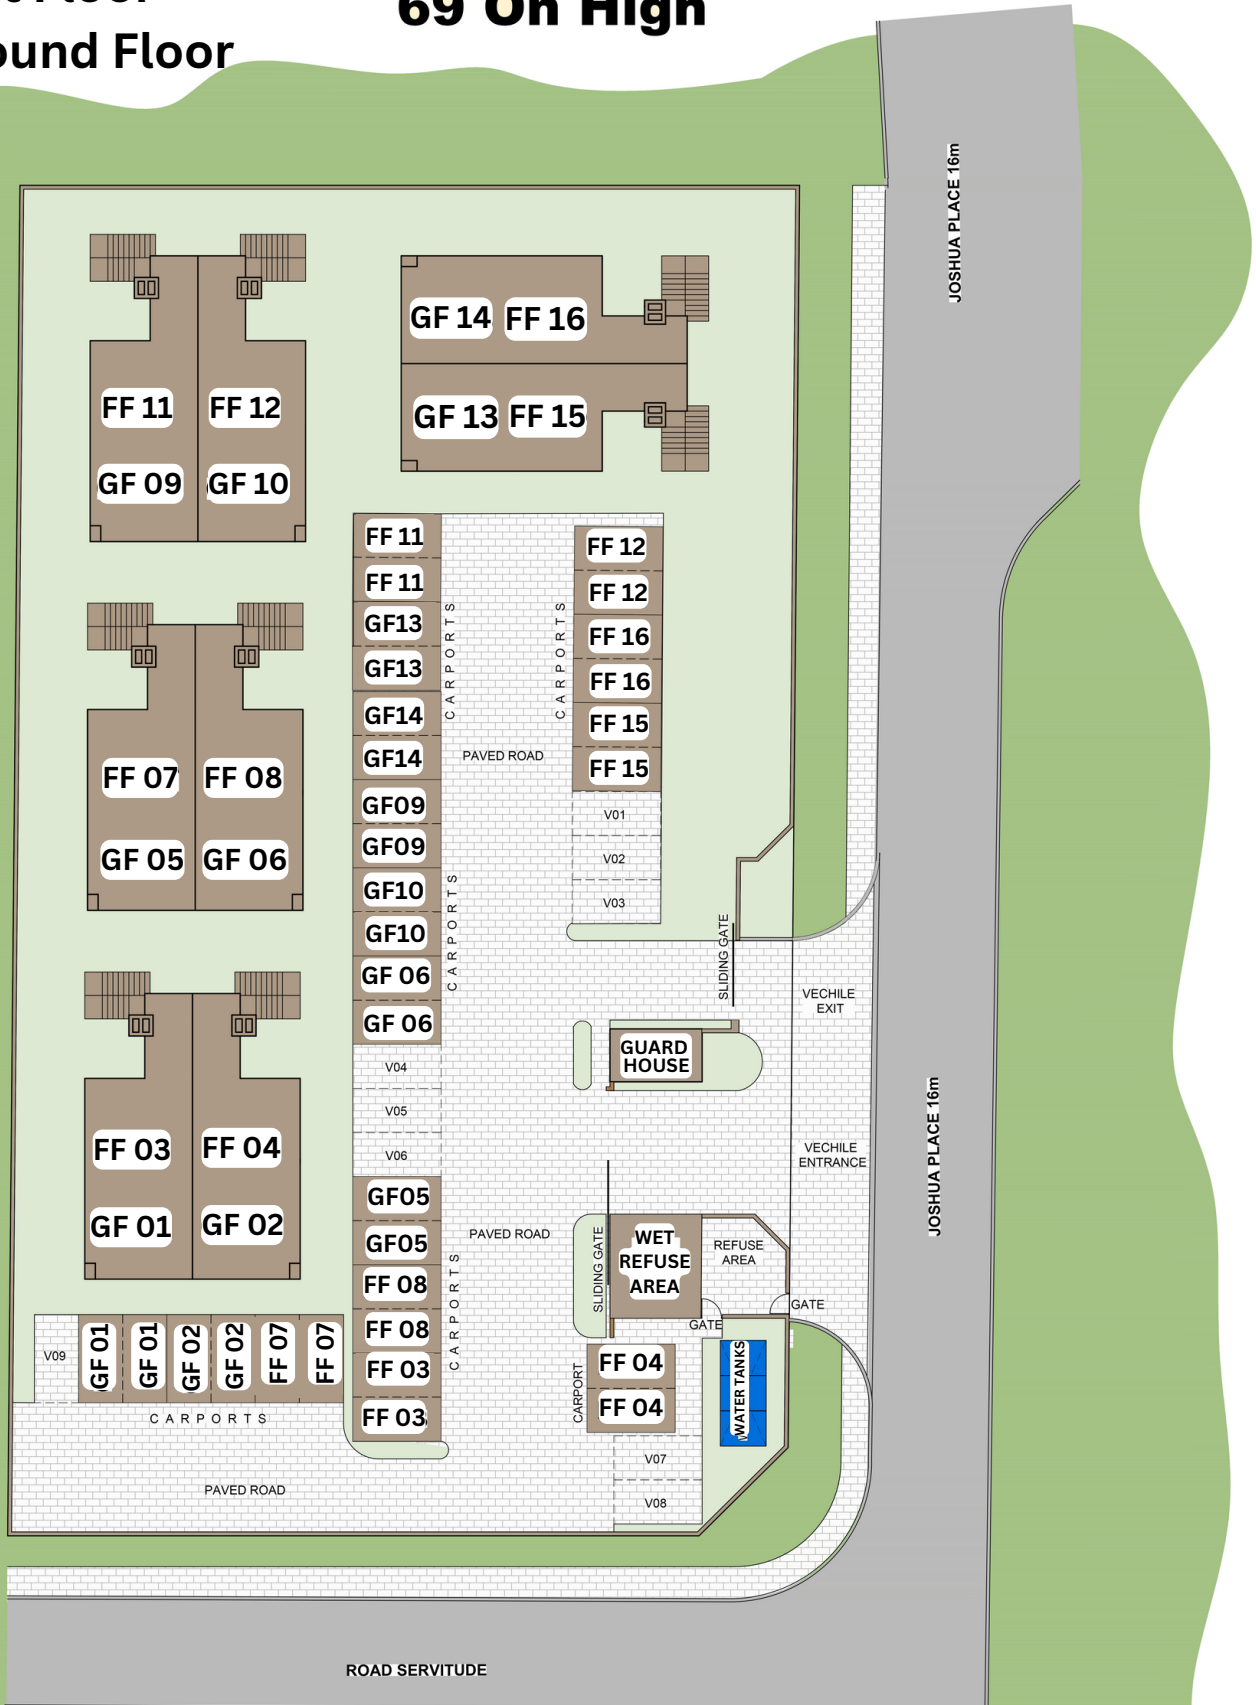 Floor
69 On High
ound Floor
JOSHUA PLACE 16m
GF 14 FF 16
FF 11 FF 12
GF 13 FF 15
GF 09 GF 10
FF 11
FF 11
GF13
GF13
GF14
GF14
GF09
GF09
GF10
GF10
GF 06
GF 06
V04
V05
V06
GF05
GF05
FF 08
FF 08
FF 03
FF 03
CARPORTS
CARPORTS
CARPORTS
CARPORTS
FF 12
FF 12
FF 16
FF 16
FF 15
FF 15
V01
V02
V03
PAVED ROAD
FF 07 FF 08
GF 05 GF 06
SLIDING GATE
VECHILE
EXIT
GUARD
HOUSE
FF 03 FF 04
GF 01 GF 02
VECHILE
ENTRANCE
JOSHUA PLACE 16m
PAVED ROAD
SLIDING GATE
WET
REFUSE
AREA
REFUSE
AREA
GATE
GATE
V09
GF 01
GF 01
GF 02
GF 02
FF 07
FF 07
CARPORTS
CARPORT
FF 04
FF 04
WATER TANKS
V07
V08
PAVED ROAD
ROAD SERVITUDE